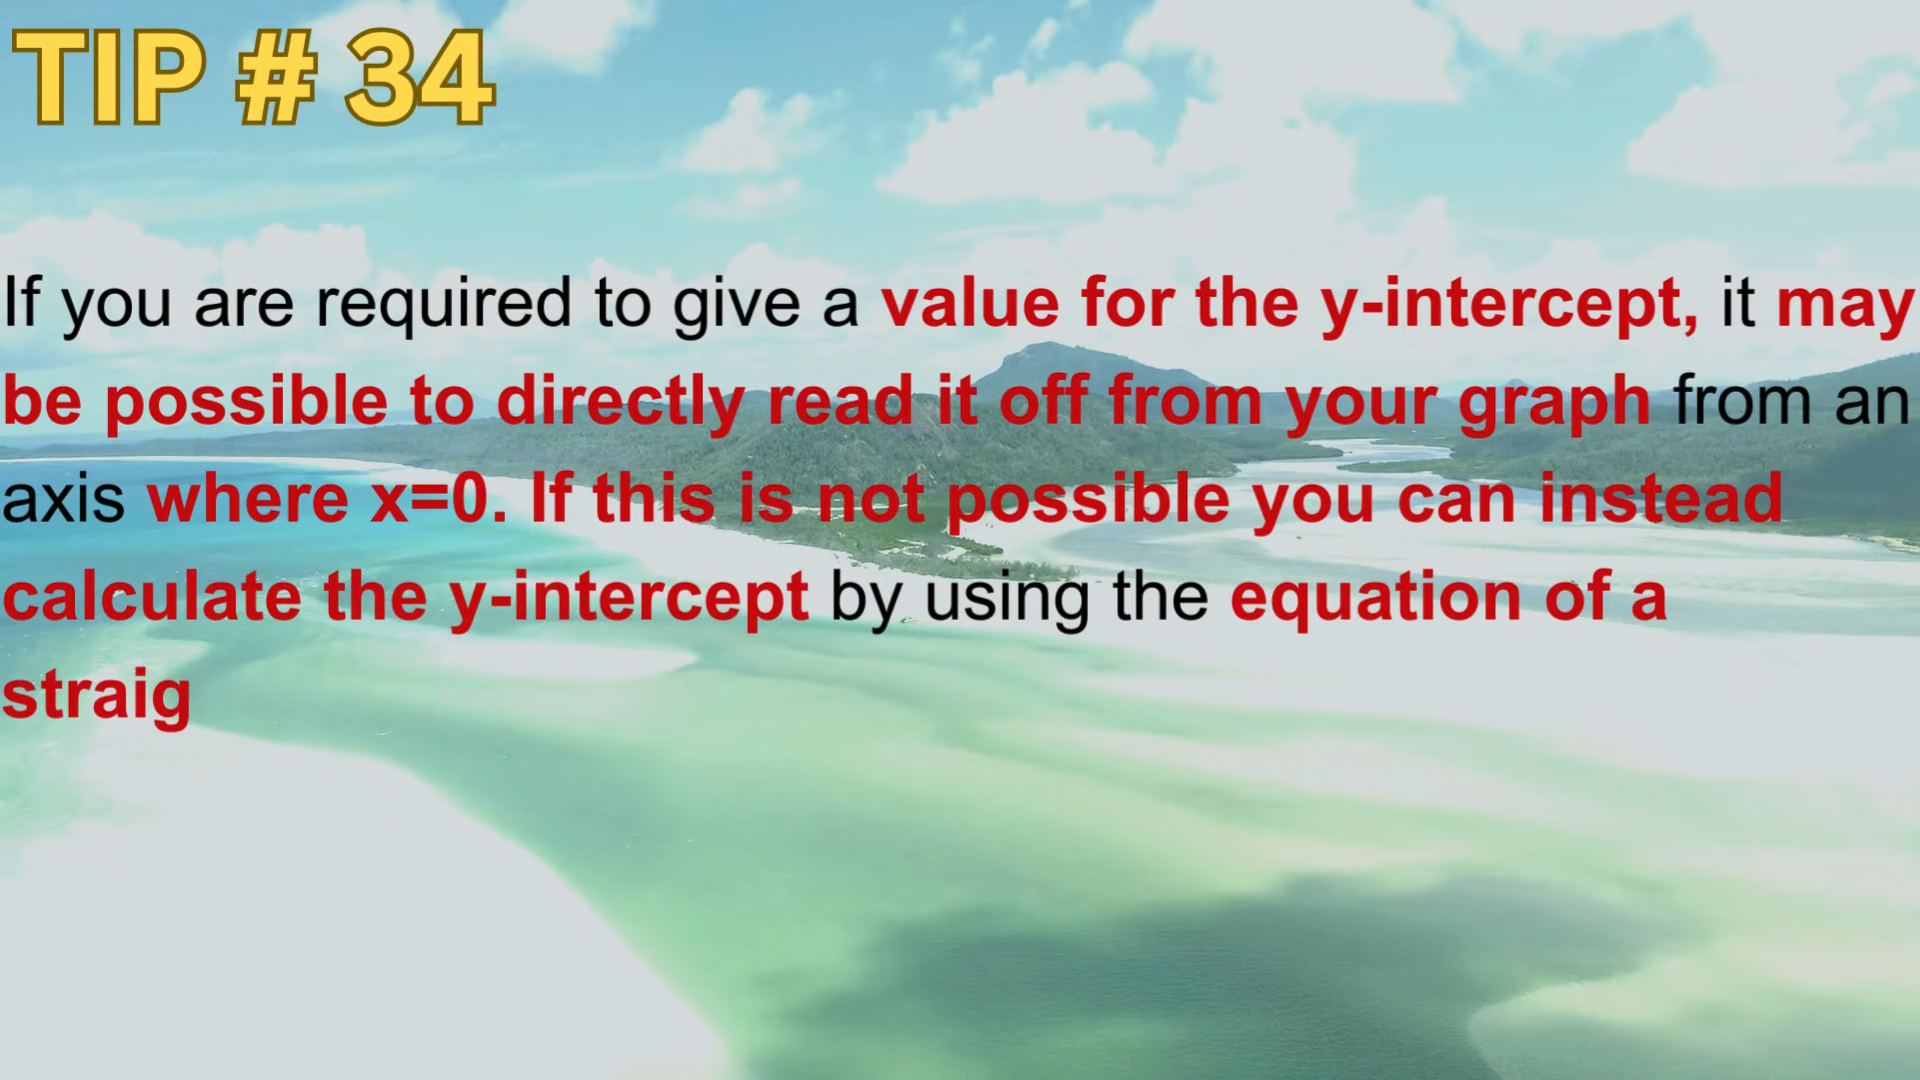 TIP # 34
If you are required to give a value for the y-intercept, it may
be possible to directly read it off from your graph from an
axis where x=0. If this is not possible you can instead
calculate the y-intercept by using the equation of a
straig